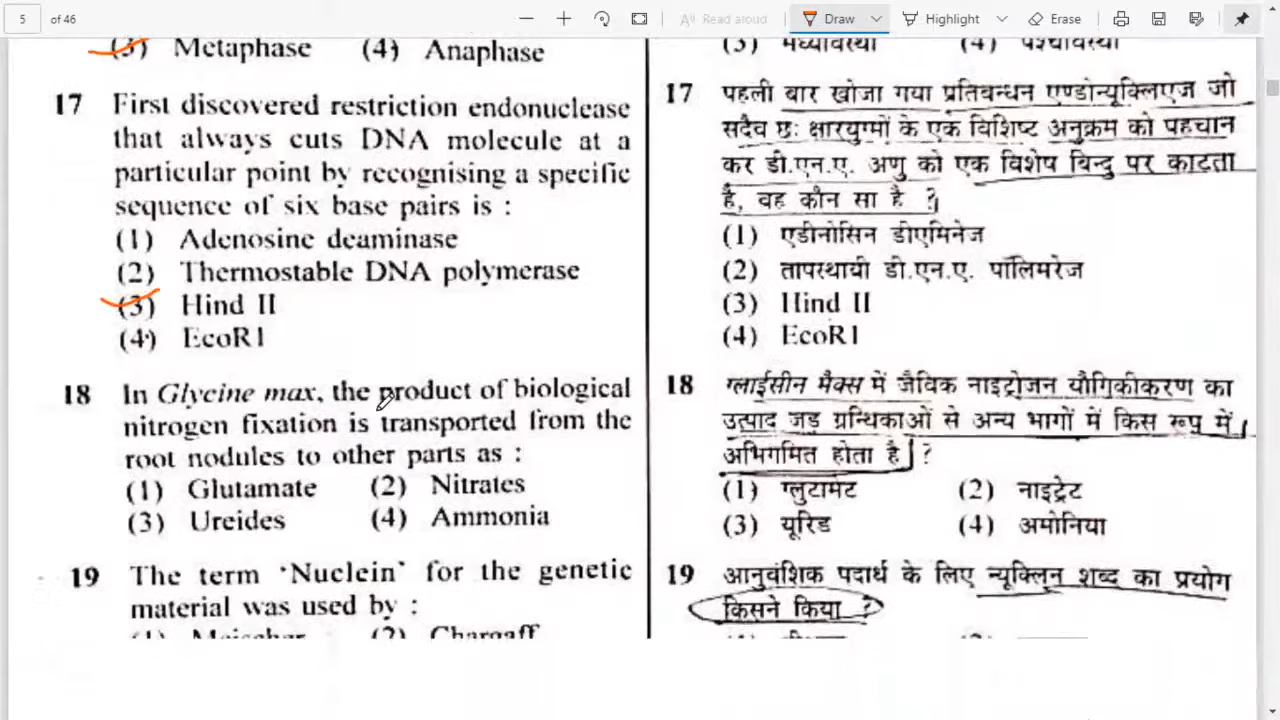 5 of 46 Read aloud Draw Highlight Erase
(3) Metaphase (4) Anaphase
17 First discovered restriction endonuclease
that always cuts DNA molecule at a
particular point by recognising a specific
sequence of six base pairs is :
(1) Adenosine deaminase
(2) Thermostable DNA polymerase
(3) Hind II
(4) EcoR1
18 In Glycine max, the product of biological
nitrogen fixation is transported from the
root nodules to other parts as :
(1) Glutamate (2) Nitrates
(3) Ureides (4) Ammonia
19 The term ‘Nuclein’ for the genetic
material was used by :
(1) Meischer (2) Chargaff
(3) मध्यावस्था (4) पश्चावस्था
17 पहली बार खोजा गया प्रतिबन्धन एण्डोन्यूक्लिएज जो
सदैव छः क्षारयुग्मों के एक विशिष्ट अनुक्रम को पहचान
कर डी.एन.ए. अणु को एक विशेष बिन्दु पर काटता
है, वह कौन सा है ?
(1) एडीनोसिन डीएमिनेज
(2) तापस्थायी डी.एन.ए. पॉलिमरेज
(3) Hind II
(4) EcoR1
18 ग्लाईसीन मैक्स में जैविक नाइट्रोजन यौगिकीकरण का
उत्पाद जड़ ग्रन्थिकाओं से अन्य भागों में किस रूप में
अभिगमित होता है ?
(1) ग्लुटामेट (2) नाइट्रेट
(3) यूरिड (4) अमोनिया
19 आनुवंशिक पदार्थ के लिए न्यूक्लिन शब्द का प्रयोग
किसने किया ?